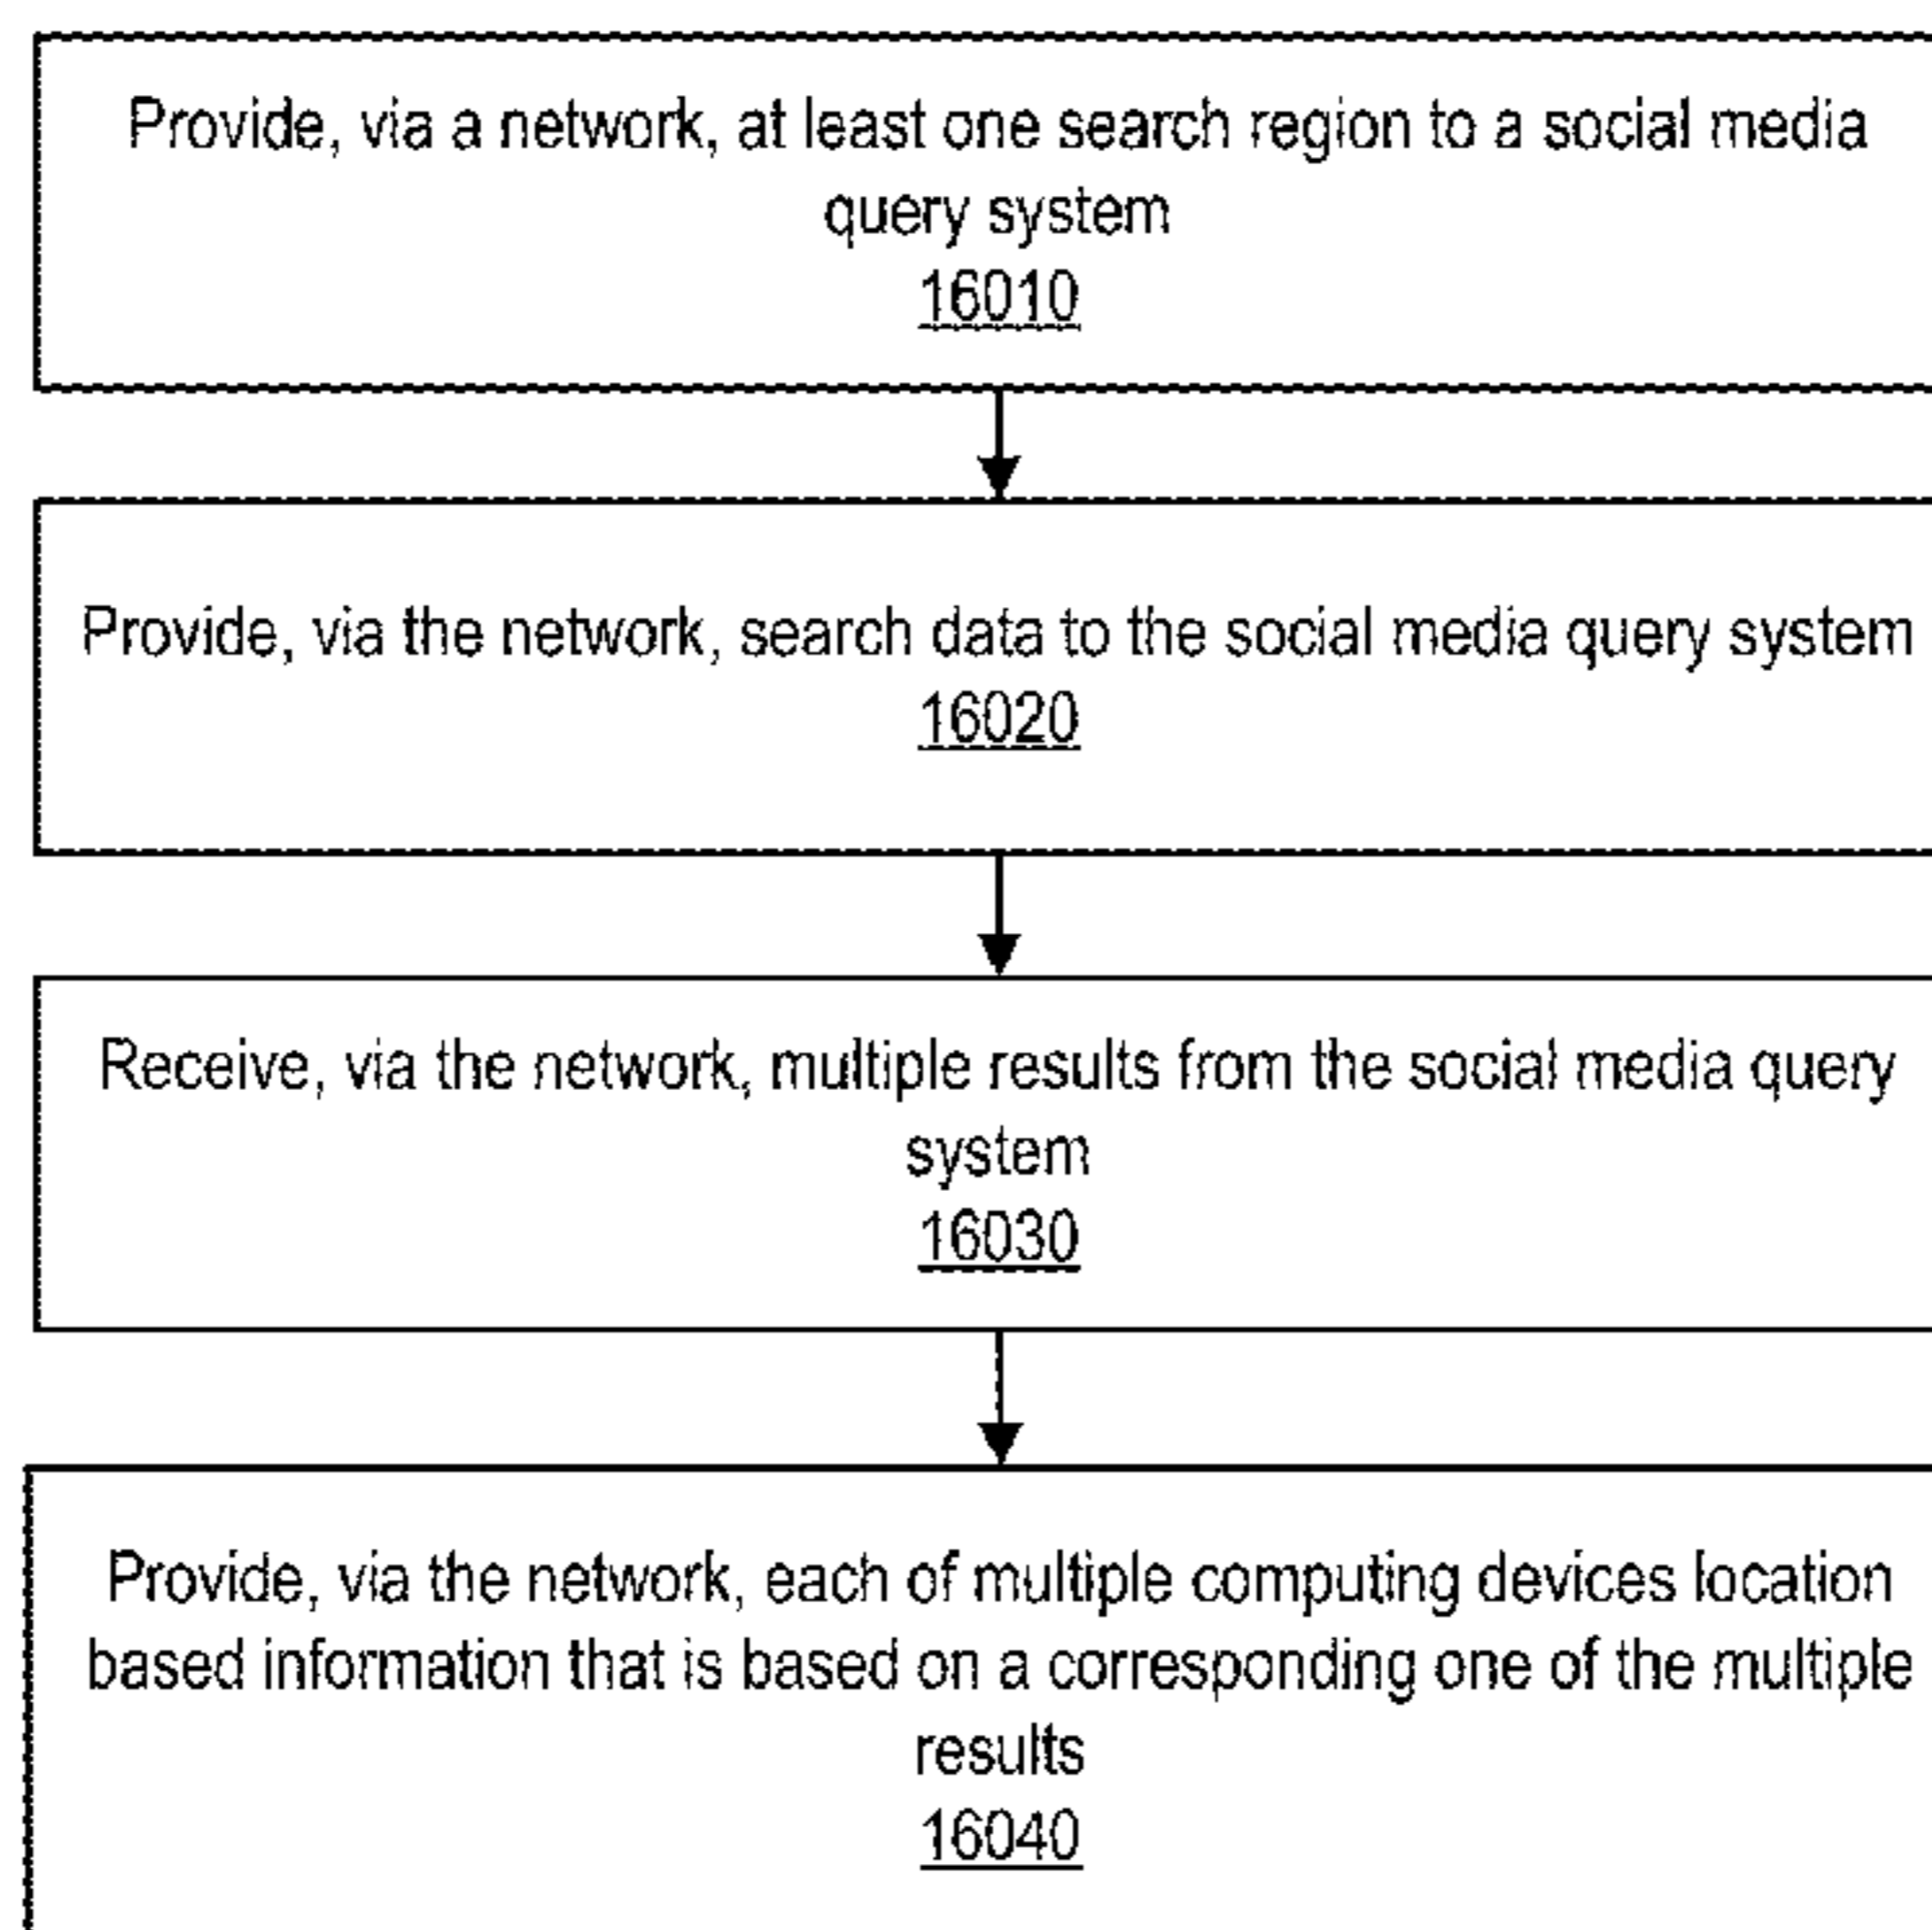 Provide, via a network, at least one search region to a social media
query system
16010
Provide, via the network, search data to the social media query system
16020
Receive, via the network, multiple results from the social media query
system
16030
Provide, via the network, each of multiple computing devices location
based information that is based on a corresponding one of the multiple
results
16040